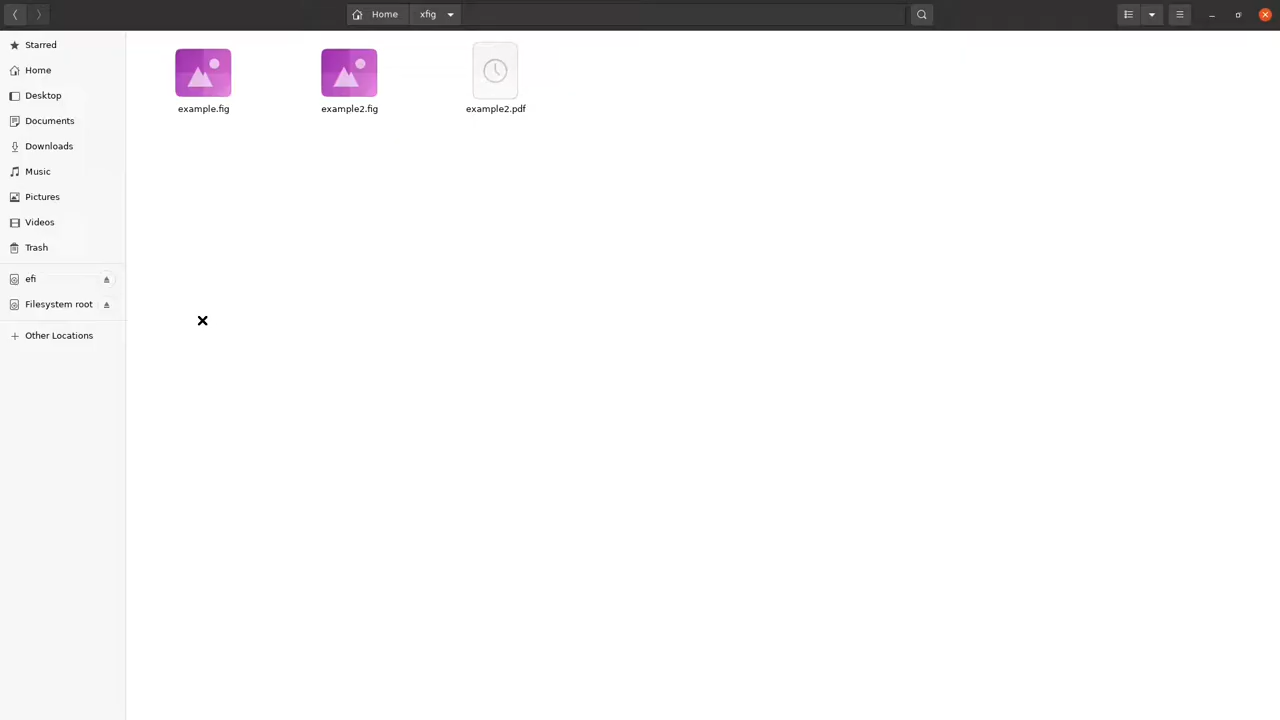 Home
xfig
Starred
Home
Desktop
Documents
Downloads
Music
Pictures
Videos
Trash
efi
Filesystem root
Other Locations
example.fig
example2.fig
example2.pdf